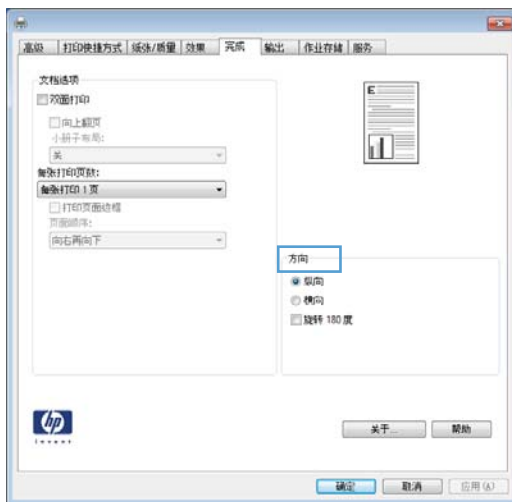 高级 打印快捷方式 纸张/质量 效果 完成 输出 作业存储 服务
文档选项
双面打印
向上翻页
小册子布局:
关
每张打印页数:
每张打印 1 页
打印页面边框
页面顺序:
向右再向下
E
方向
纵向
横向
旋转 180 度
hp
invent
关于...
帮助
确定
取消
应用(A)